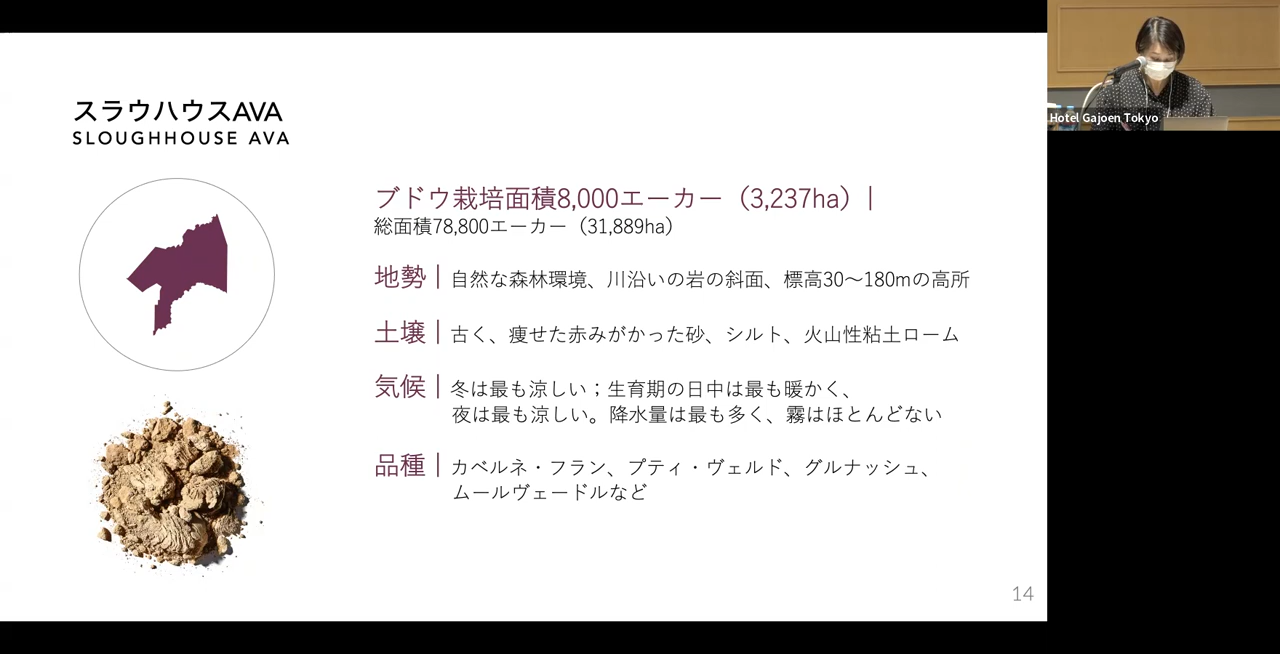 スラウハウスAVA
SLOUGHHOUSE AVA
ブドウ栽培面積8,000エーカー（3,237ha）|
総面積78,800エーカー（31,889ha）
地勢｜自然な森林環境、川沿いの岩の斜面、標高30〜180mの高所
土壌｜古く、痩せた赤みがかった砂、シルト、火山性粘土ローム
気候｜冬は最も涼しい；生育期の日中は最も暖かく、
夜は最も涼しい。降水量は最も多く、霧はほとんどない
品種｜カベルネ・フラン、プティ・ヴェルド、グルナッシュ、
ムールヴェードルなど
14
Hotel Gajoen Tokyo